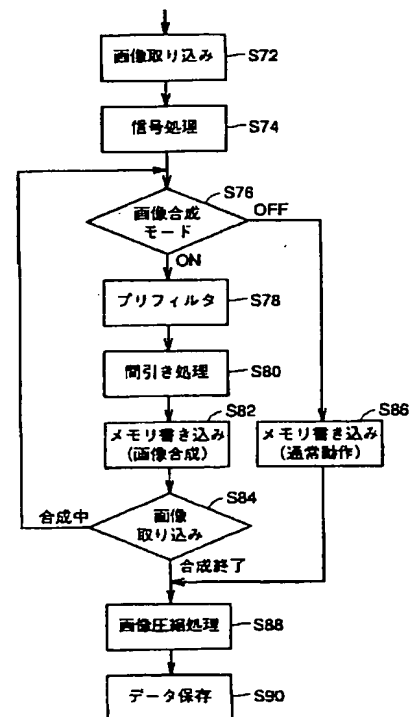 画像取り込み
S72
信号処理
S74
S76
画像合成
モード
OFF
ON
プリフィルタ
S78
間引き処理
S80
S82
メモリ書き込み
(画像合成)
S86
メモリ書き込み
(通常動作)
S84
画像
取り込み
合成中
合成終了
画像圧縮処理
S88
データ保存
S90